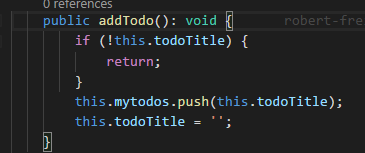 0 references
public addTodo(): void {    robert-fre
if (!this.todoTitle) {
return;
}
this.mytodos.push(this.todoTitle);
this.todoTitle = '';
}